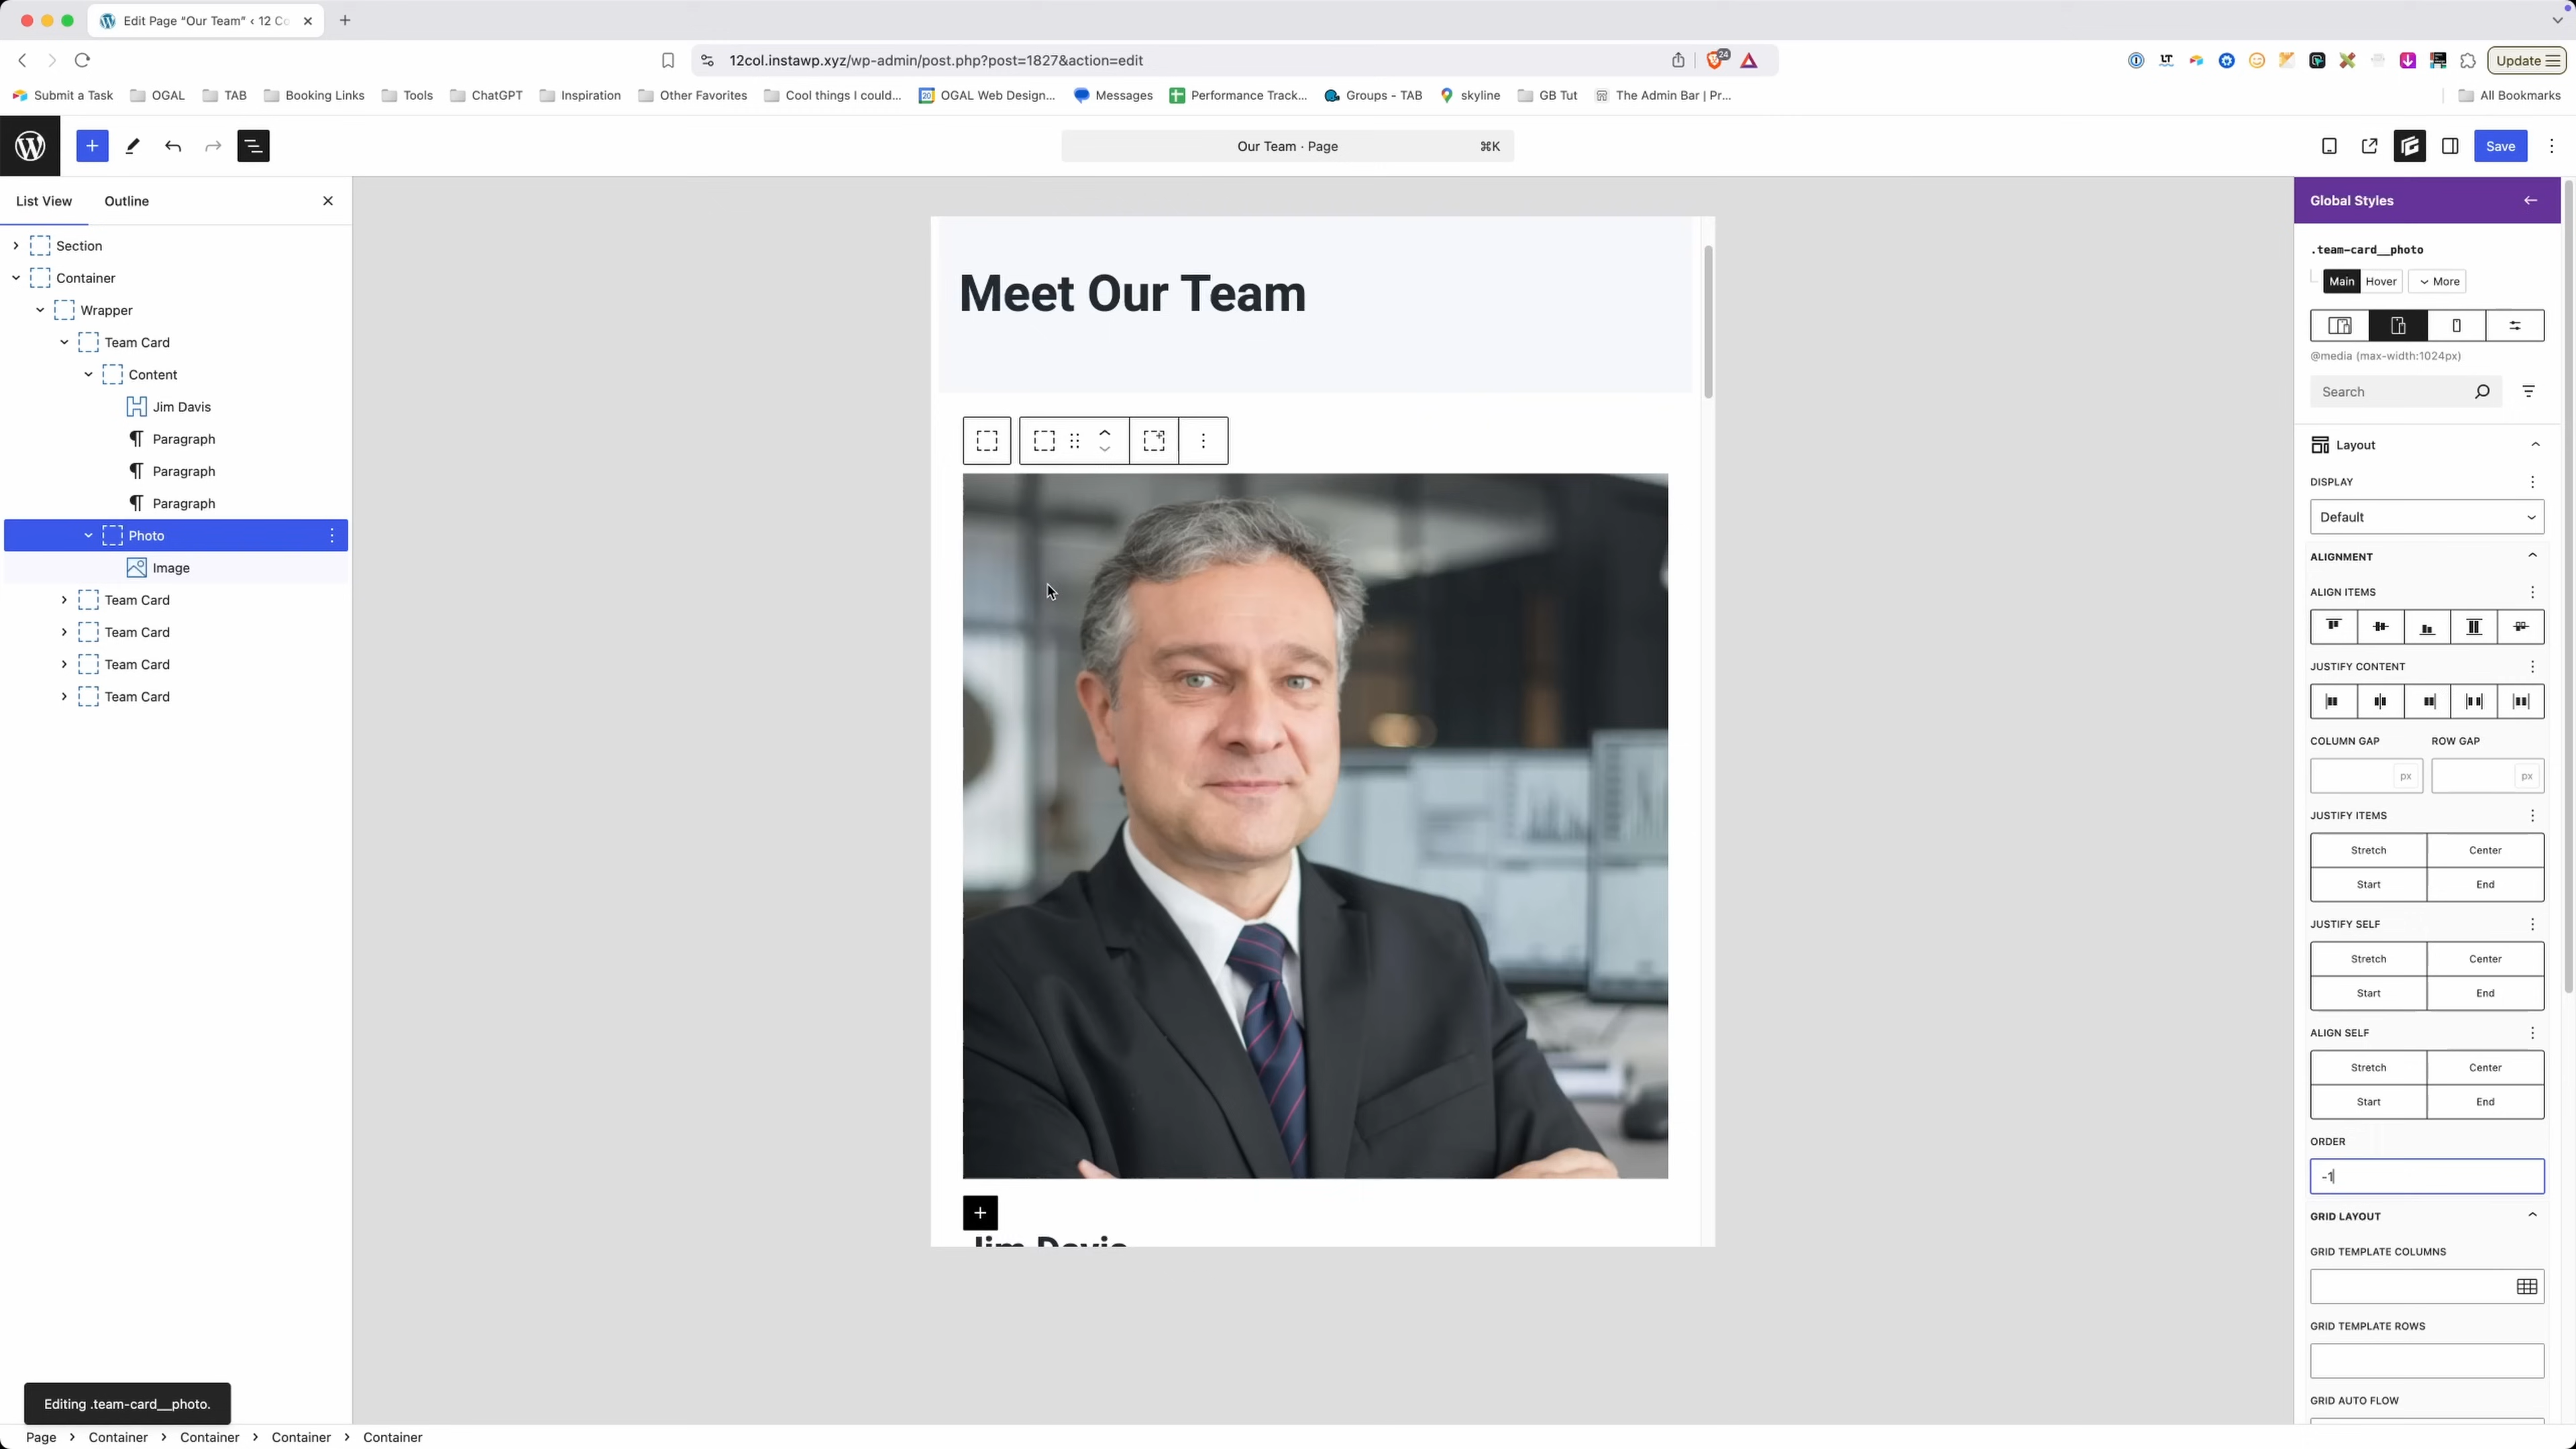 Edit Page “Our Team” ‹ 12 Co
12col.instawp.xyz/wp-admin/post.php?post=1827&action=edit
24
Update
Submit a Task
OGAL
TAB
Booking Links
Tools
ChatGPT
Inspiration
Other Favorites
Cool things I could...
OGAL Web Design...
Messages
Performance Track...
Groups - TAB
skyline
GB Tut
The Admin Bar | Pr...
All Bookmarks
Our Team · Page
⌘K
Save
List View
Outline
Section
Container
Wrapper
Team Card
Content
Jim Davis
Paragraph
Paragraph
Paragraph
Photo
Image
Team Card
Team Card
Team Card
Team Card
Editing .team-card__photo.
Page
Container
Container
Container
Container
Meet Our Team
Jim Davis
Global Styles
.team-card__photo
Main
Hover
More
@media (max-width:1024px)
Search
Layout
DISPLAY
Default
ALIGNMENT
ALIGN ITEMS
JUSTIFY CONTENT
COLUMN GAP
ROW GAP
px
px
JUSTIFY ITEMS
Stretch
Center
Start
End
JUSTIFY SELF
Stretch
Center
Start
End
ALIGN SELF
Stretch
Center
Start
End
ORDER
-1
GRID LAYOUT
GRID TEMPLATE COLUMNS
GRID TEMPLATE ROWS
GRID AUTO FLOW